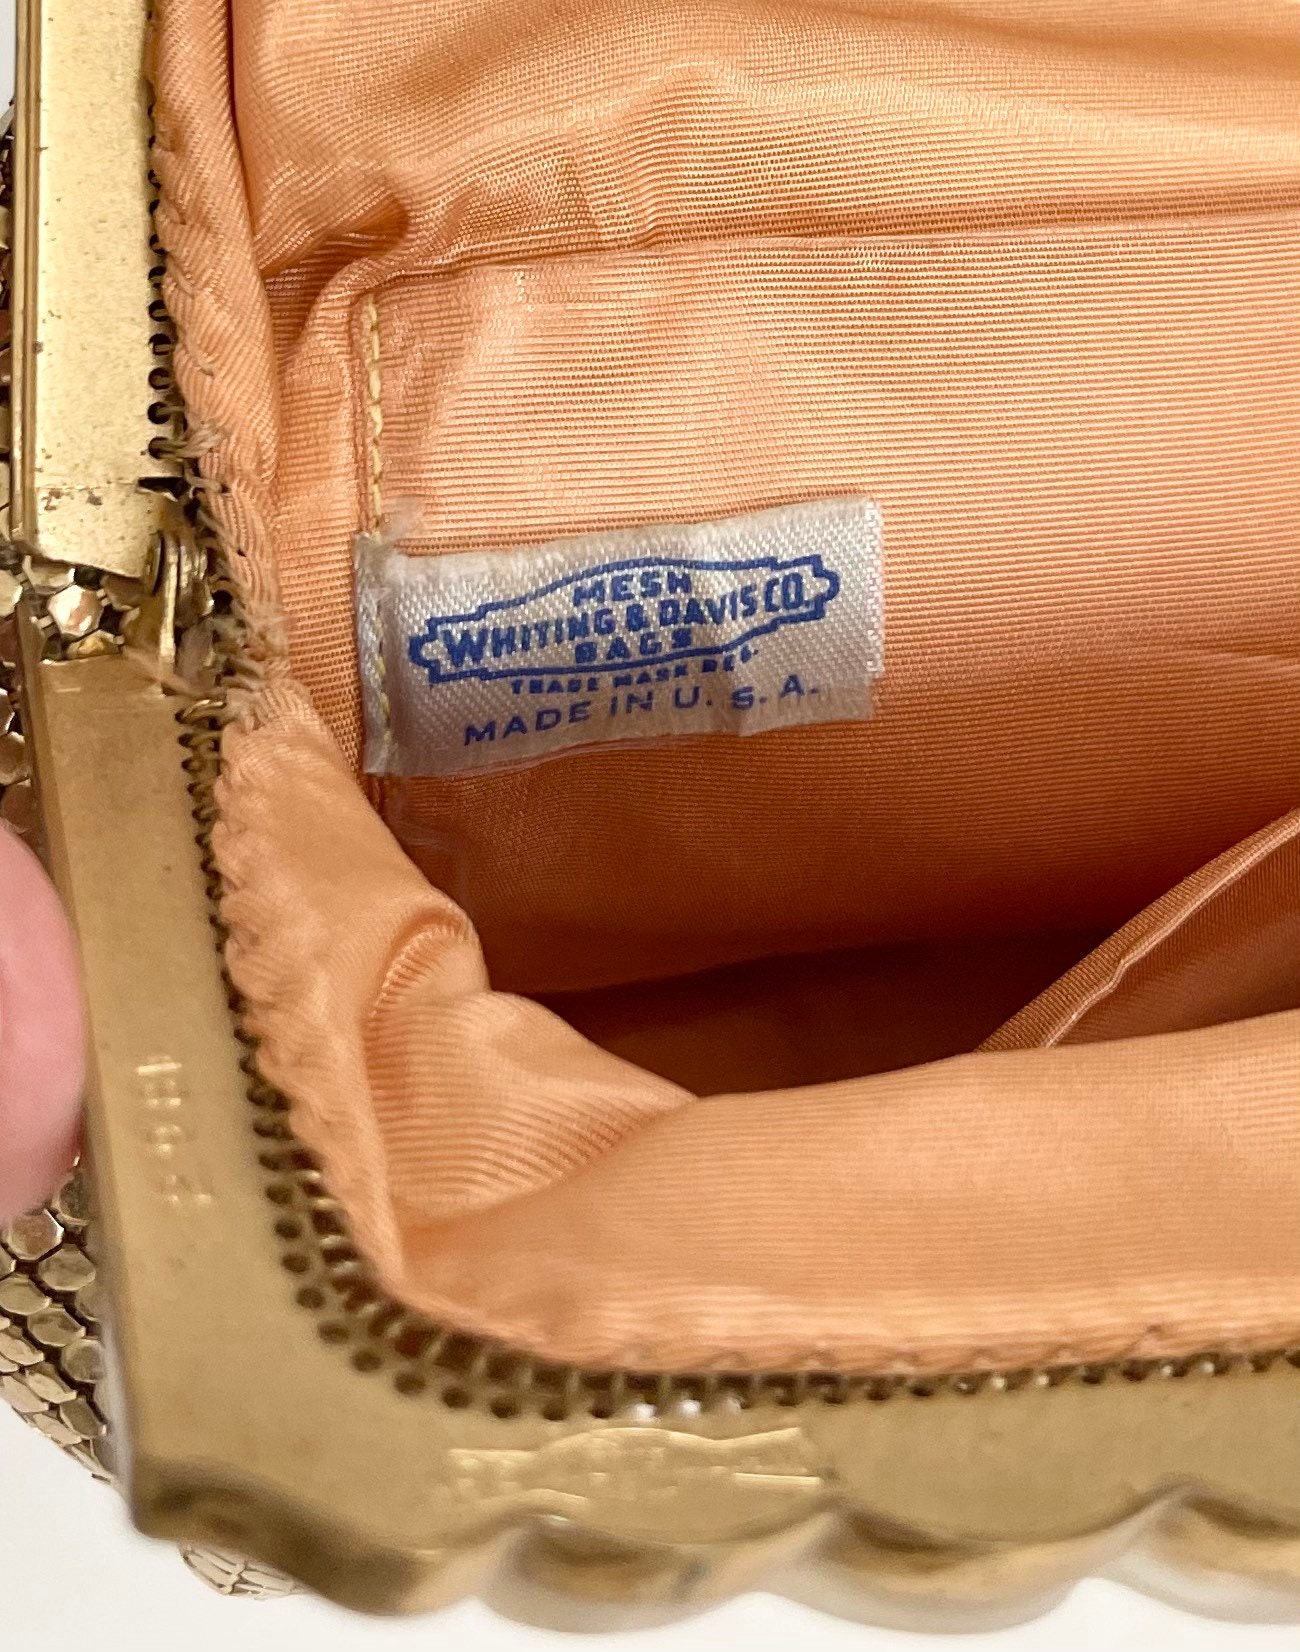 MESH
WHITING & DAVIS CO.
BAGS
TRADE MARK REG.
MADE IN U. S. A.